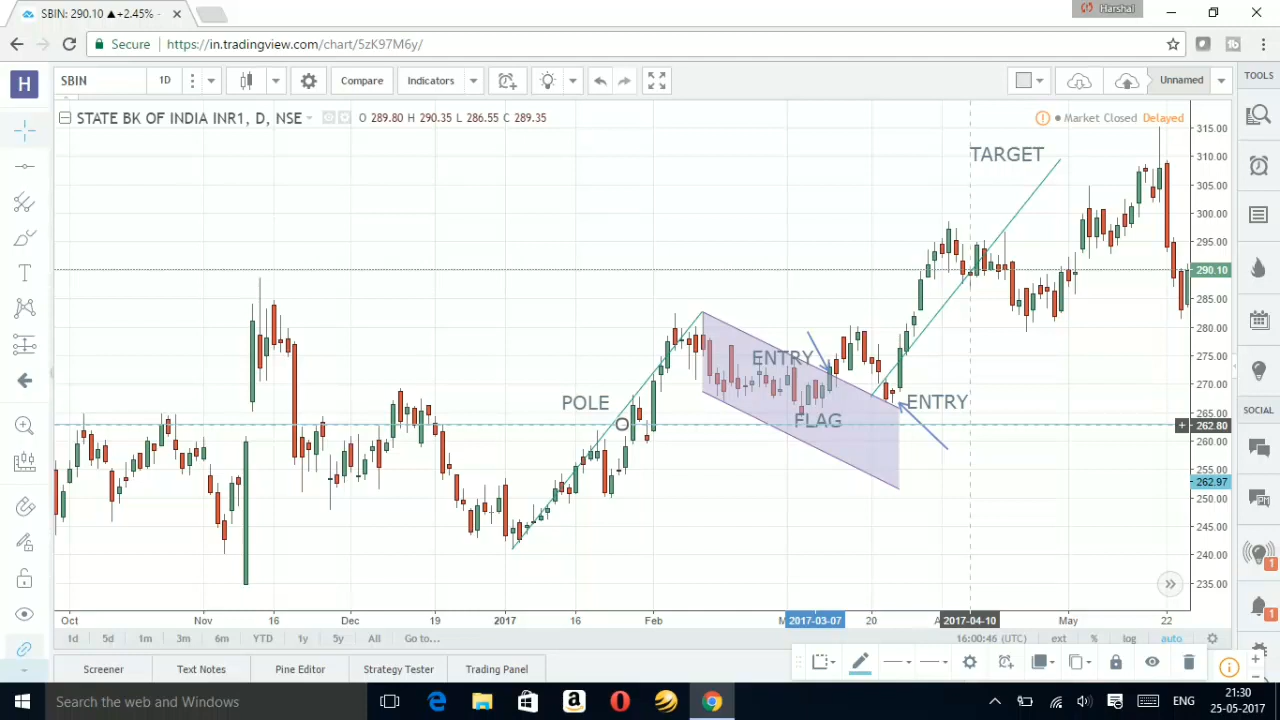 SBIN: 290.10 ▲+2.45% -
Harshal
Secure https://in.tradingview.com/chart/5zK97M6y/
H SBIN 1D Compare Indicators Unnamed TOOLS
STATE BK OF INDIA INR1, D, NSE O 289.80 H 290.35 L 286.55 C 289.35 Market Closed Delayed
315.00
TARGET
310.00
305.00
300.00
295.00
290.10
285.00
280.00
275.00
ENTRY
270.00
POLE
ENTRY
265.00
FLAG
262.80
260.00
255.00
262.97
250.00
245.00
240.00
235.00
SOCIAL
1
1
Oct Nov 16 Dec 19 2017 16 Feb 2017-03-07 20 2017-04-10 May 22
1d 5d 1m 3m 6m YTD 1y 5y All Go to... 16:00:46 (UTC) ext % log auto
Screener Text Notes Pine Editor Strategy Tester Trading Panel
Search the web and Windows
ENG
21:30
25-05-2017